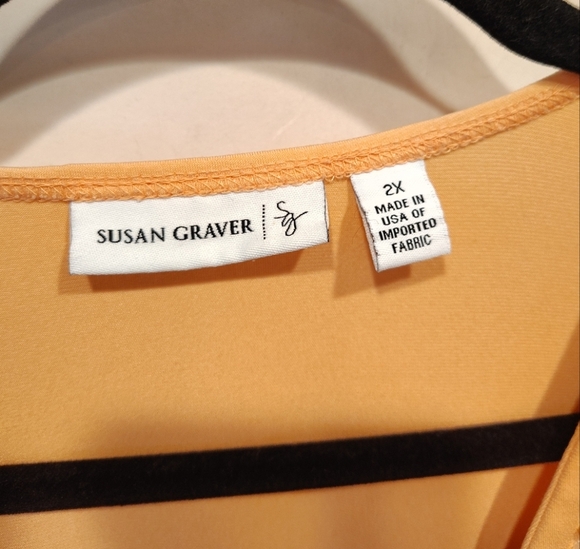 SUSAN GRAVER sg
2X
MADE IN
USA OF
IMPORTED
FABRIC